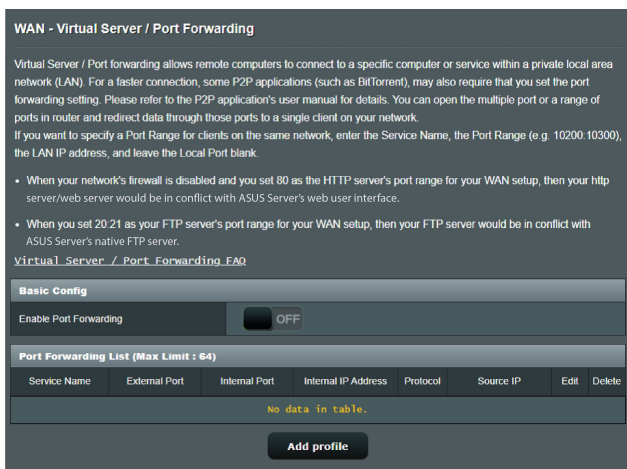 WAN - Virtual Server / Port Forwarding
Virtual Server / Port forwarding allows remote computers to connect to a specific computer or service within a private local area
network (LAN). For a faster connection, some P2P applications (such as BitTorrent), may also require that you set the port
forwarding setting. Please refer to the P2P application's user manual for details. You can open the multiple port or a range of
ports in router and redirect data through those ports to a single client on your network.
If you want to specify a Port Range for clients on the same network, enter the Service Name, the Port Range (e.g. 10200:10300),
the LAN IP address, and leave the Local Port blank.
• When your network's firewall is disabled and you set 80 as the HTTP server's port range for your WAN setup, then your http
server/web server would be in conflict with ASUS Server's web user interface.
• When you set 20:21 as your FTP server's port range for your WAN setup, then your FTP server would be in conflict with
ASUS Server's native FTP server.
Virtual Server / Port Forwarding FAQ
Basic Config
Enable Port Forwarding OFF
Port Forwarding List (Max Limit : 64)
Service Name External Port Internal Port Internal IP Address Protocol Source IP Edit Delete
No data in table.
Add profile